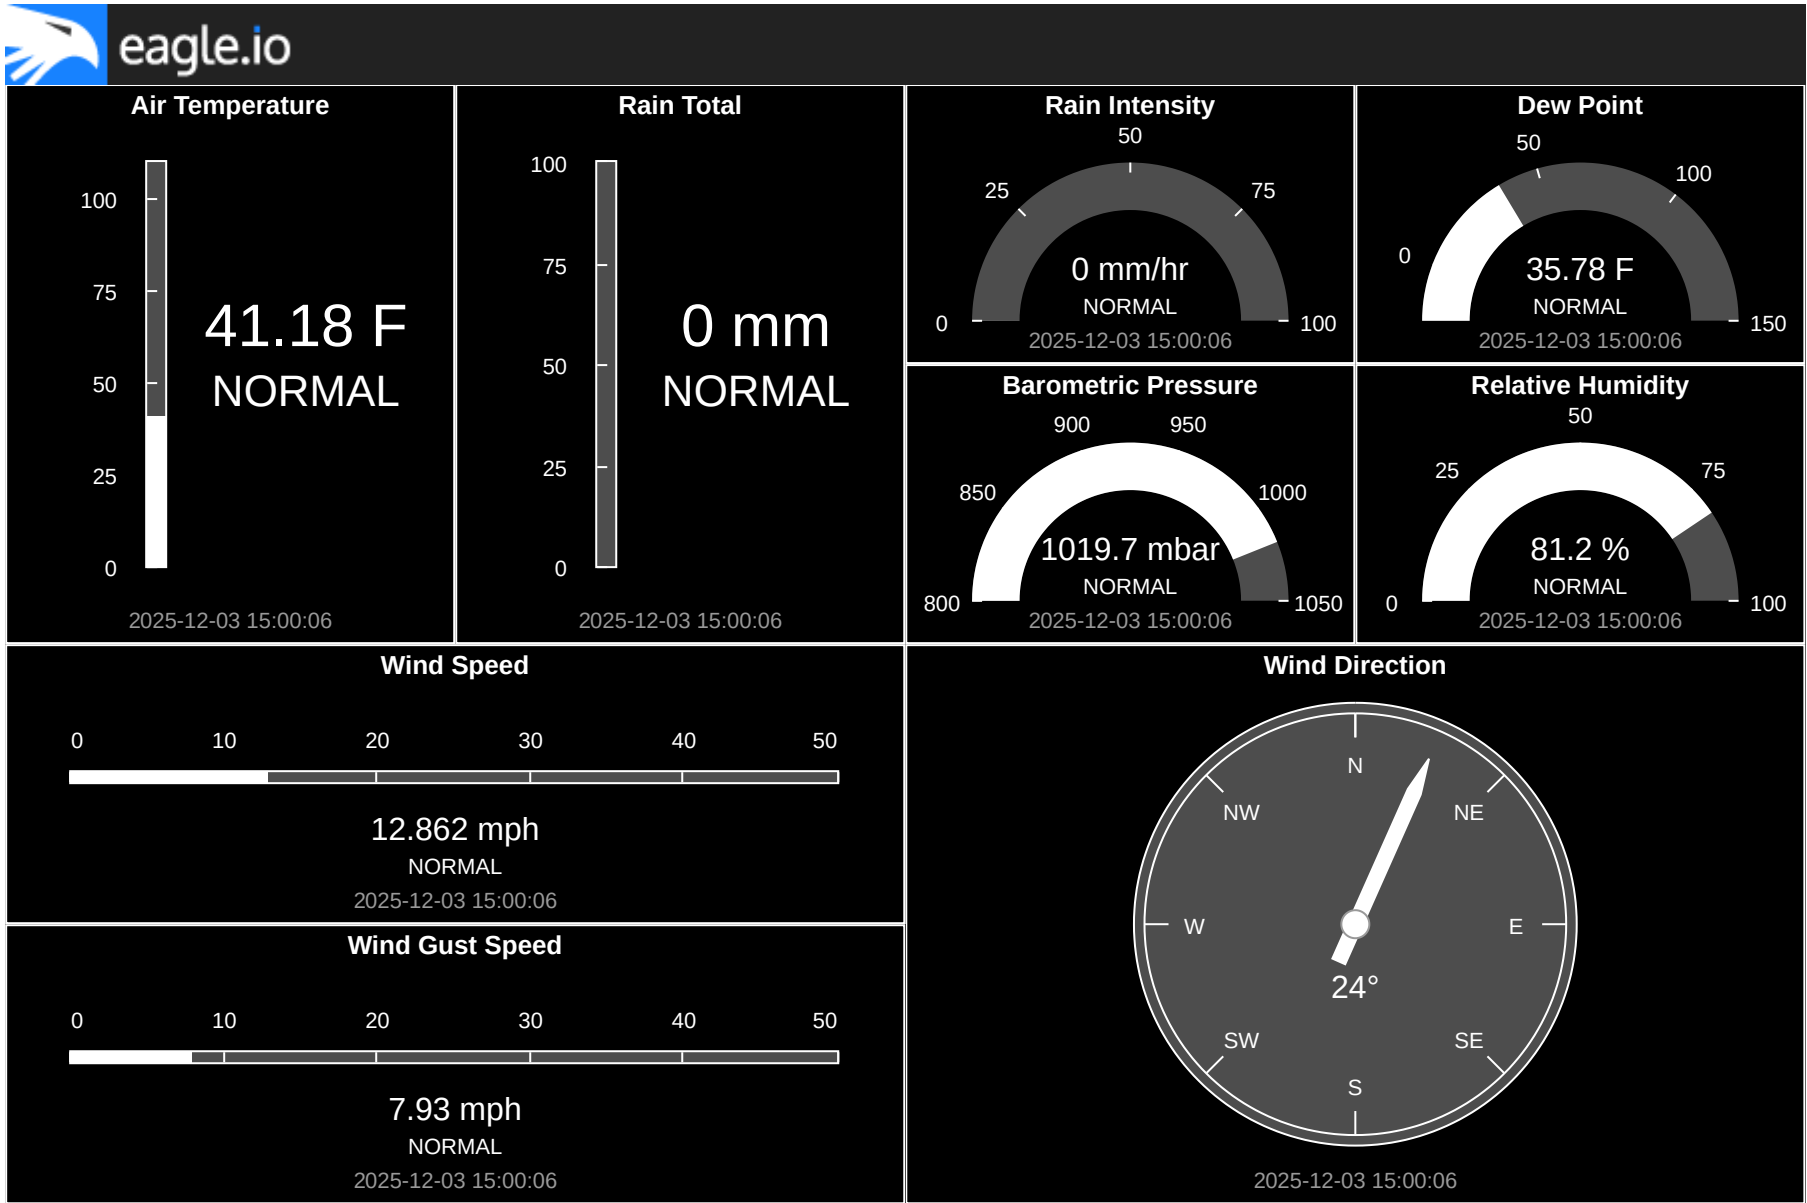 eagle.io
Air Temperature
100
75
50
25
0
41.18 F
NORMAL
2025-12-03 15:00:06
Rain Total
100
75
50
25
0
0 mm
NORMAL
2025-12-03 15:00:06
Rain Intensity
50
25
75
0
100
0 mm/hr
NORMAL
2025-12-03 15:00:06
Dew Point
50
100
0
150
35.78 F
NORMAL
2025-12-03 15:00:06
Barometric Pressure
900
950
850
1000
800
1050
1019.7 mbar
NORMAL
2025-12-03 15:00:06
Relative Humidity
50
25
75
0
100
81.2 %
NORMAL
2025-12-03 15:00:06
Wind Speed
0 10 20 30 40 50
12.862 mph
NORMAL
2025-12-03 15:00:06
Wind Gust Speed
0 10 20 30 40 50
7.93 mph
NORMAL
2025-12-03 15:00:06
Wind Direction
N
NW
NE
W
E
24°
SW
SE
S
2025-12-03 15:00:06